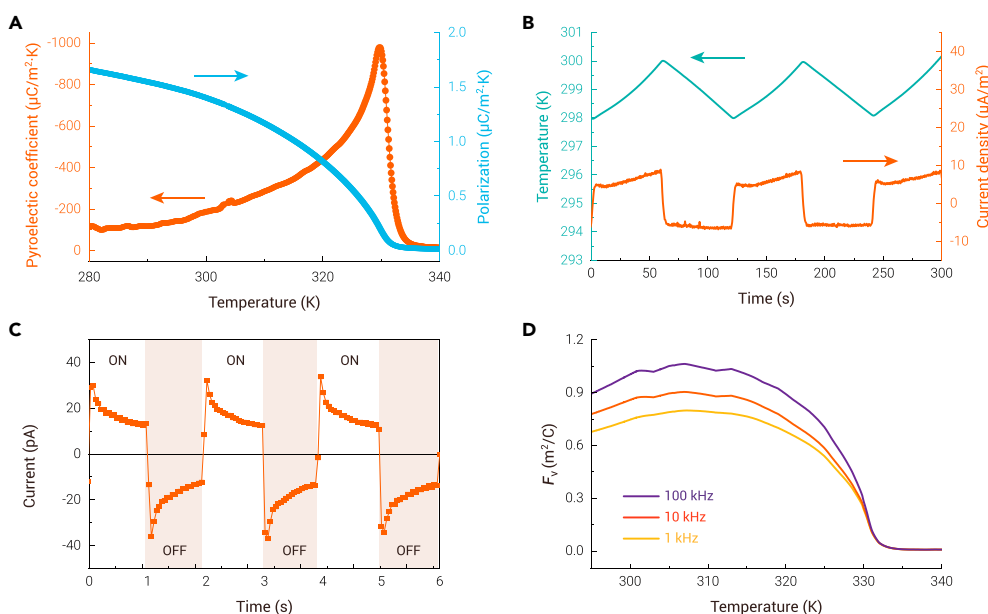 A
-1000
-800
-600
-400
-200
0
Pyroelectic coefficient (µC/m²·K)
2.0
1.5
1.0
0.5
0.0
Polarization (µC/m²·K)
280
300
320
340
Temperature (K)
B
301
300
299
298
297
296
295
294
293
Temperature (K)
40
30
20
10
0
-10
Current density (uA/m²)
0
50
100
150
200
250
300
Time (s)
C
ON
ON
ON
OFF
OFF
OFF
40
20
0
-20
-40
Current (pA)
0
1
2
3
4
5
6
Time (s)
D
1.2
0.9
0.6
0.3
0.0
Fᵥ (m²/C)
100 kHz
10 kHz
1 kHz
300
310
320
330
340
Temperature (K)